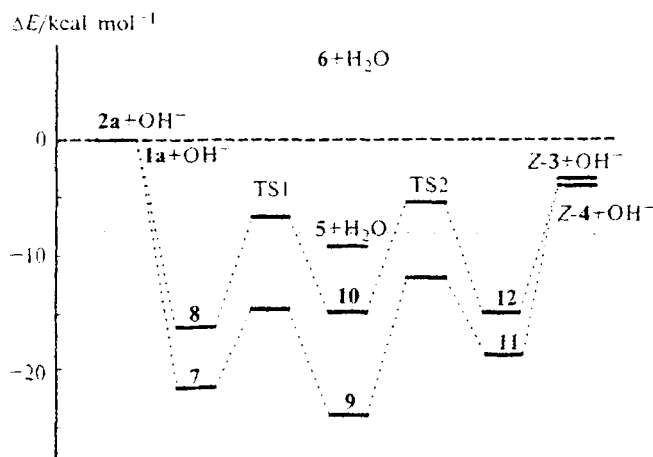 ΔE/kcal mol⁻¹
6+H₂O
2a+OH⁻
0
1a+OH⁻
Z-3+OH⁻
TS1
TS2
Z-4+OH⁻
5+H₂O
−10
8
10
12
11
7
−20
9